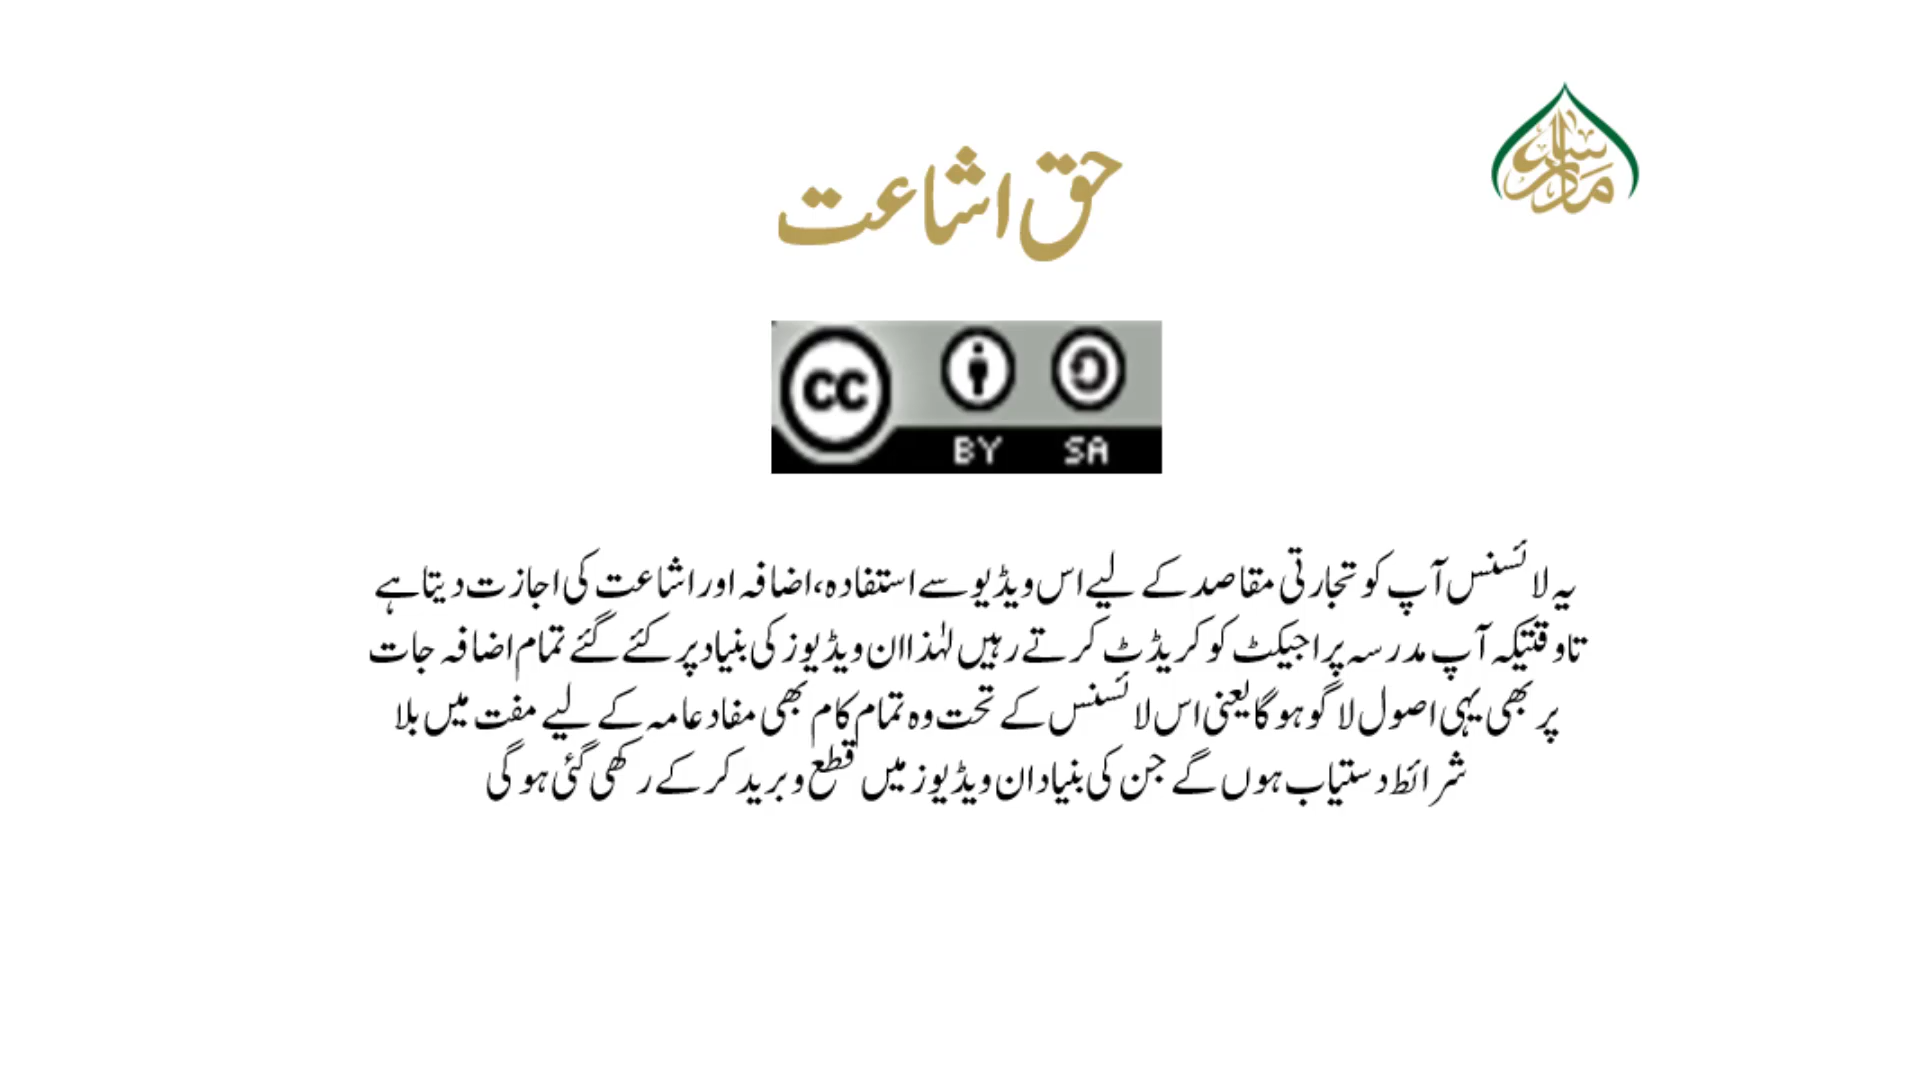 حق اشاعت
CC BY SA
یہ لائسنس آپ کو تجارتی مقاصد کے لیے اس ویڈیو سے استفادہ، اضافہ اور اشاعت کی اجازت دیتا ہے
تاوقتیکہ آپ مدرسہ پراجیکٹ کو کریڈٹ کرتے رہیں لہٰذا ان ویڈیوز کی بنیاد پر کئے گئے تمام اضافہ جات
پر بھی یہی اصول لاگو ہو گا یعنی اس لائسنس کے تحت وہ تمام کام بھی مفاد عامہ کے لیے مفت میں بلا
شرائط دستیاب ہوں گے جن کی بنیاد ان ویڈیوز میں قطع و برید کر کے رکھی گئی ہو گی